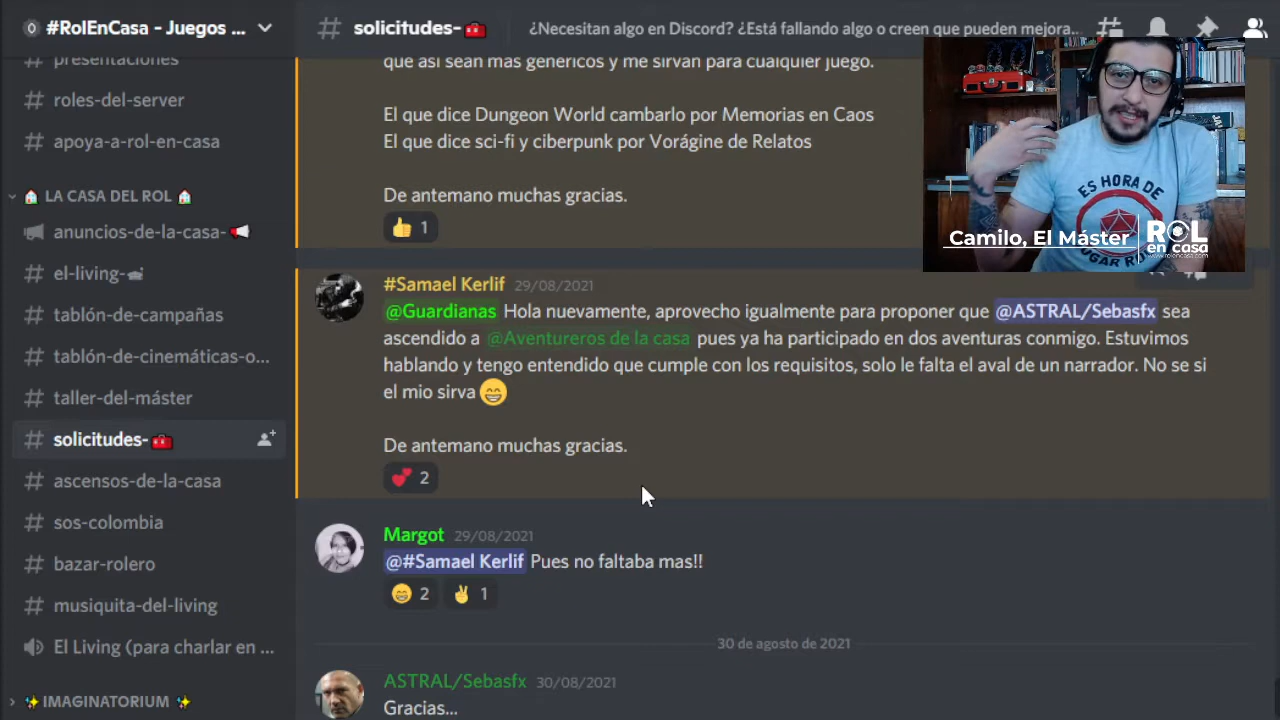 #RolEnCasa - Juegos ...
presentaciones
# roles-del-server
# apoya-a-rol-en-casa
LA CASA DEL ROL
anuncios-de-la-casa-📢
# el-living-🛋
# tablón-de-campañas
# tablón-de-cinemáticas-o...
# taller-del-máster
# solicitudes-🧰
# ascensos-de-la-casa
# sos-colombia
# bazar-rolero
# musiquita-del-living
El Living (para charlar en ...
✨ IMAGINATORIUM ✨
# solicitudes-🧰
¿Necesitan algo en Discord? ¿Está fallando algo o creen que pueden mejora...
que así sean más genéricos y me sirvan para cualquier juego.
El que dice Dungeon World cambarlo por Memorias en Caos
El que dice sci-fi y ciberpunk por Vorágine de Relatos
De antemano muchas gracias.
👍 1
#Samael Kerlif 29/08/2021
@Guardianas Hola nuevamente, aprovecho igualmente para proponer que @ASTRAL/Sebasfx sea
ascendido a @Aventureros de la casa pues ya ha participado en dos aventuras conmigo. Estuvimos
hablando y tengo entendido que cumple con los requisitos, solo le falta el aval de un narrador. No se si
el mio sirva 😁
De antemano muchas gracias.
💕 2
Margot 29/08/2021
@#Samael Kerlif Pues no faltaba mas!!
😁 2 ✌ 1
30 de agosto de 2021
ASTRAL/Sebasfx 30/08/2021
Gracias...
ES HORA DE
JUGAR ROL
Camilo, El Máster
ROL
en casa
www.rolencasa.com